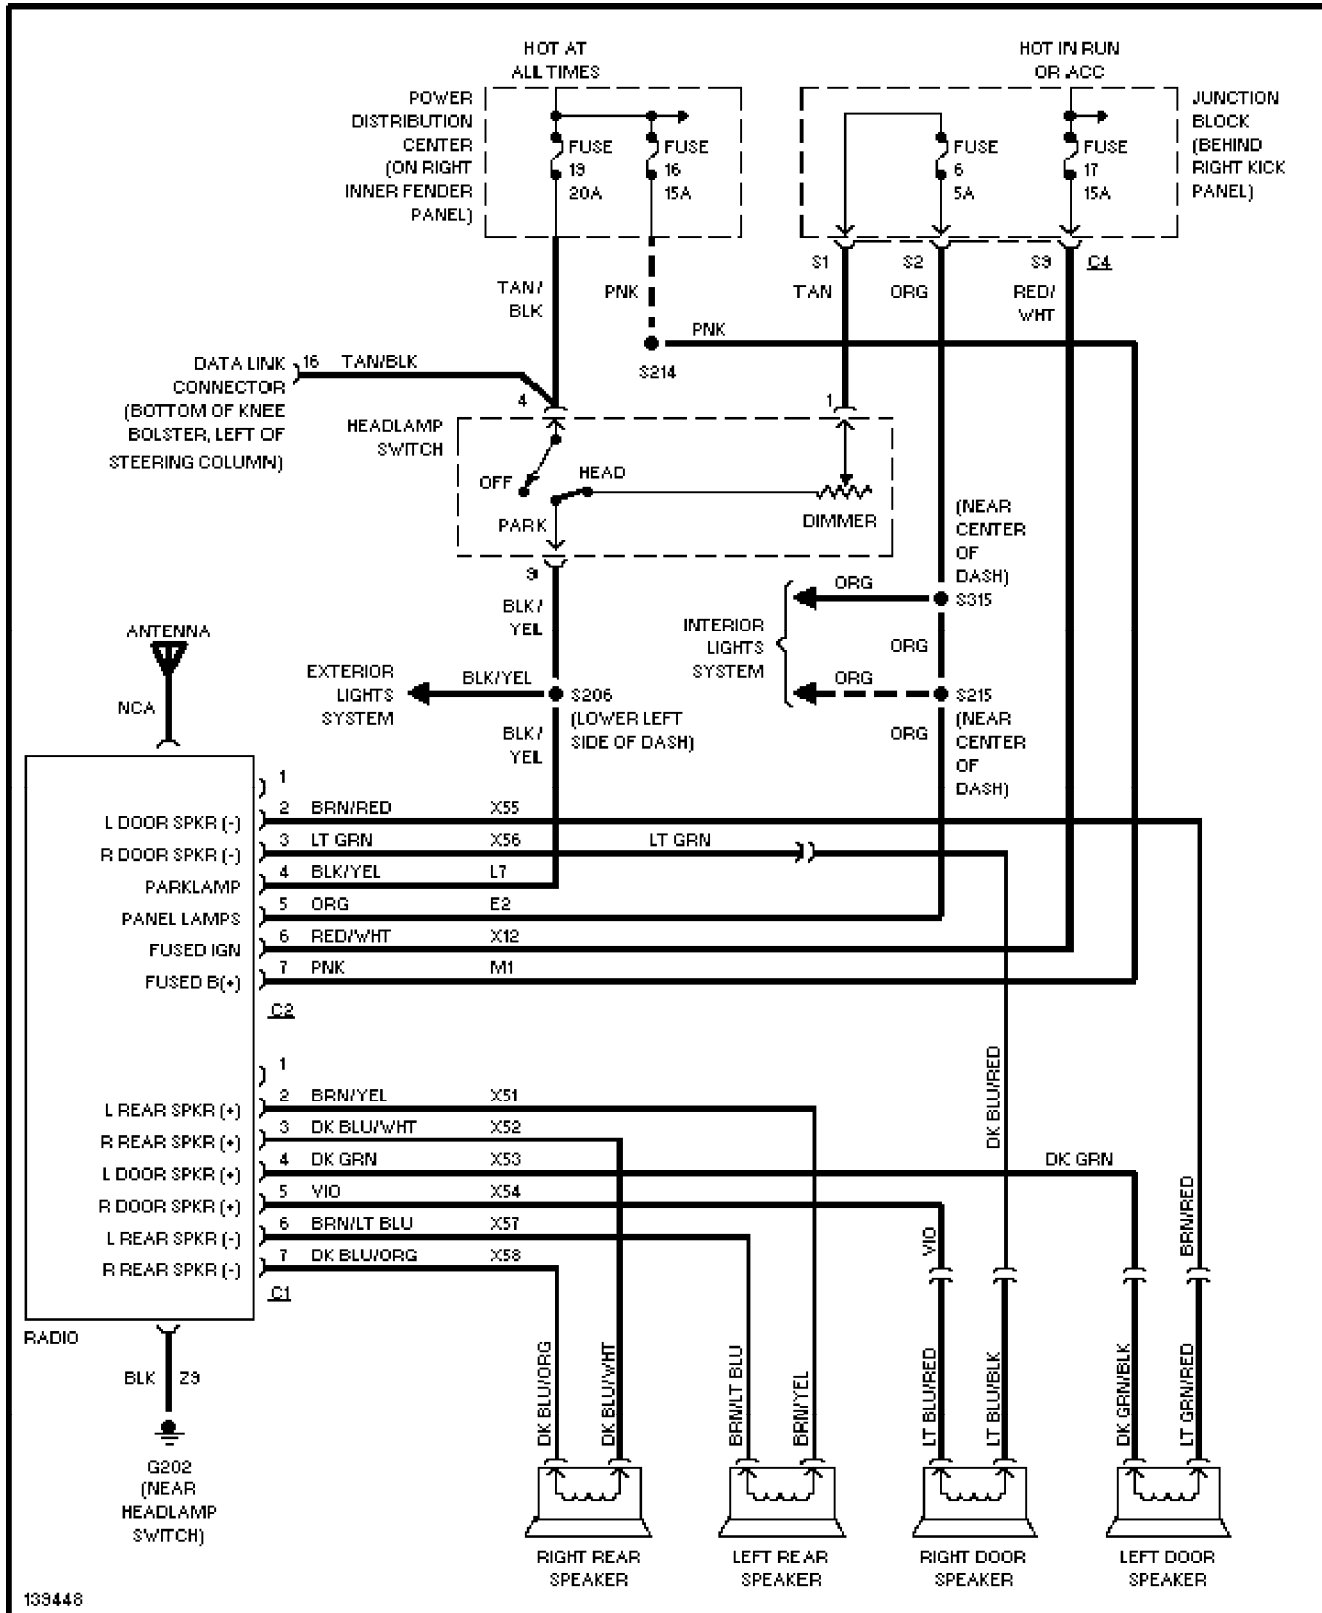 HOT AT
ALL TIMES
HOT IN RUN
OR ACC
POWER
DISTRIBUTION
CENTER
(ON RIGHT
INNER FENDER
PANEL)
FUSE
19
20A
FUSE
16
15A
FUSE
6
5A
FUSE
17
15A
JUNCTION
BLOCK
(BEHIND
RIGHT KICK
PANEL)
S1
S2
S9
C4
TAN/
BLK
PNK
TAN
ORG
RED/
WHT
PNK
S214
DATA LINK
CONNECTOR
(BOTTOM OF KNEE
BOLSTER, LEFT OF
STEERING COLUMN)
16 TAN/BLK
4
1
HEADLAMP
SWITCH
OFF
HEAD
PARK
DIMMER
9
(NEAR
CENTER
OF
DASH)
S315
BLK/
YEL
ORG
INTERIOR
LIGHTS
SYSTEM
ORG
ORG
S215
(NEAR
CENTER
OF
DASH)
ORG
ANTENNA
NCA
EXTERIOR
LIGHTS
SYSTEM
BLK/YEL
S206
(LOWER LEFT
SIDE OF DASH)
BLK/
YEL
1
L DOOR SPKR (-) 2 BRN/RED X55
R DOOR SPKR (-) 3 LT GRN X56 LT GRN
PARKLAMP 4 BLK/YEL L7
PANEL LAMPS 5 ORG E2
FUSED IGN 6 RED/WHT X12
FUSED B(+) 7 PNK M1
C2
1
L REAR SPKR (+) 2 BRN/YEL X51
R REAR SPKR (+) 3 DK BLU/WHT X52
L DOOR SPKR (+) 4 DK GRN X53 DK GRN
R DOOR SPKR (+) 5 VIO X54
L REAR SPKR (-) 6 BRN/LT BLU X57
R REAR SPKR (-) 7 DK BLU/ORG X58
C1
DK BLU/RED
VIO
BRN/RED
RADIO
BLK Z9
G202
(NEAR
HEADLAMP
SWITCH)
DK BLU/ORG
DK BLU/WHT
BRN/LT BLU
BRN/YEL
LT BLU/RED
LT BLU/BLK
DK GRN/BLK
LT GRN/RED
RIGHT REAR
SPEAKER
LEFT REAR
SPEAKER
RIGHT DOOR
SPEAKER
LEFT DOOR
SPEAKER
139448